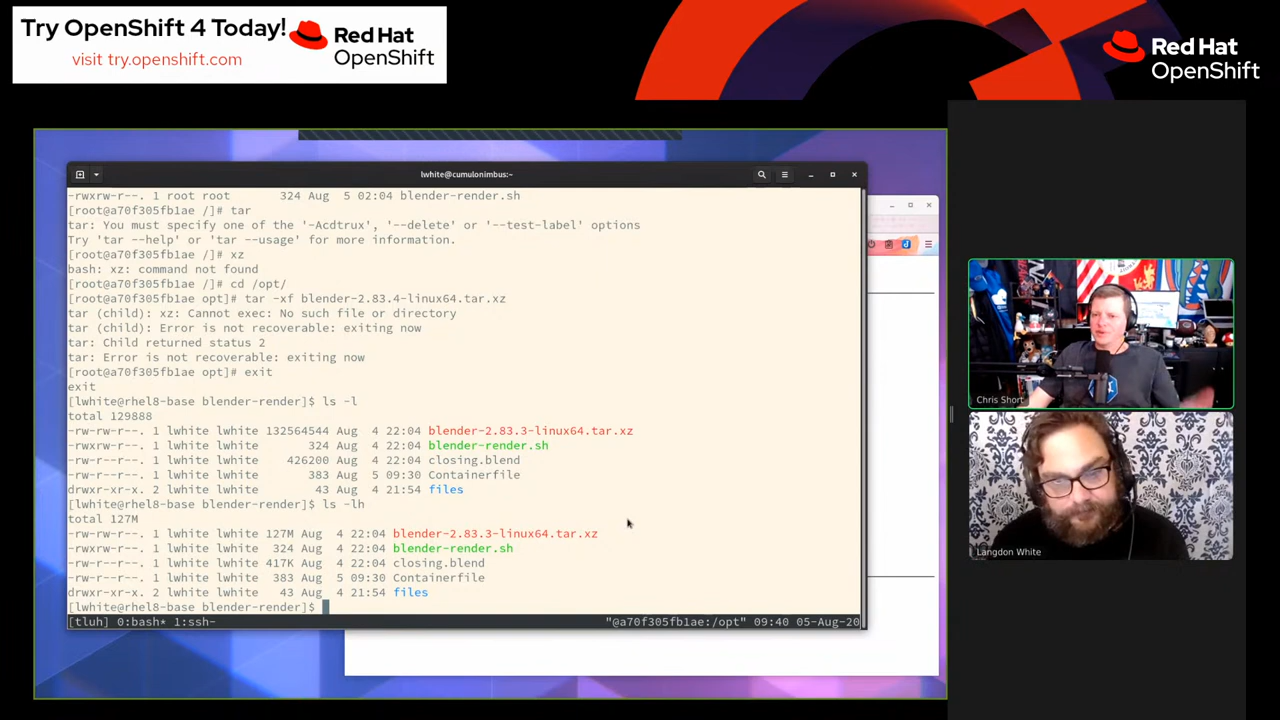 Try OpenShift 4 Today!
visit try.openshift.com
Red Hat
OpenShift
Red Hat
OpenShift
lwhite@cumulonimbus:~
-rwxrw-r--. 1 root root 324 Aug 5 02:04 blender-render.sh
[root@a70f305fb1ae /]# tar
tar: You must specify one of the '-Acdtrux', '--delete' or '--test-label' options
Try 'tar --help' or 'tar --usage' for more information.
[root@a70f305fb1ae /]# xz
bash: xz: command not found
[root@a70f305fb1ae /]# cd /opt/
[root@a70f305fb1ae opt]# tar -xf blender-2.83.4-linux64.tar.xz
tar (child): xz: Cannot exec: No such file or directory
tar (child): Error is not recoverable: exiting now
tar: Child returned status 2
tar: Error is not recoverable: exiting now
[root@a70f305fb1ae opt]# exit
exit
[lwhite@rhel8-base blender-render]$ ls -l
total 129888
-rw-rw-r--. 1 lwhite lwhite 132564544 Aug 4 22:04 blender-2.83.3-linux64.tar.xz
-rwxrw-r--. 1 lwhite lwhite 324 Aug 4 22:04 blender-render.sh
-rw-rw-r--. 1 lwhite lwhite 426200 Aug 4 22:04 closing.blend
-rw-rw-r--. 1 lwhite lwhite 383 Aug 5 09:30 Containerfile
drwxr-xr-x. 2 lwhite lwhite 43 Aug 4 21:54 files
[lwhite@rhel8-base blender-render]$ ls -lh
total 127M
-rw-rw-r--. 1 lwhite lwhite 127M Aug 4 22:04 blender-2.83.3-linux64.tar.xz
-rwxrw-r--. 1 lwhite lwhite 324 Aug 4 22:04 blender-render.sh
-rw-rw-r--. 1 lwhite lwhite 417K Aug 4 22:04 closing.blend
-rw-rw-r--. 1 lwhite lwhite 383 Aug 5 09:30 Containerfile
drwxr-xr-x. 2 lwhite lwhite 43 Aug 4 21:54 files
[lwhite@rhel8-base blender-render]$
[tluh] 0:bash* 1:ssh- "@a70f305fb1ae:/opt" 09:40 05-Aug-20
Chris Short
Langdon White